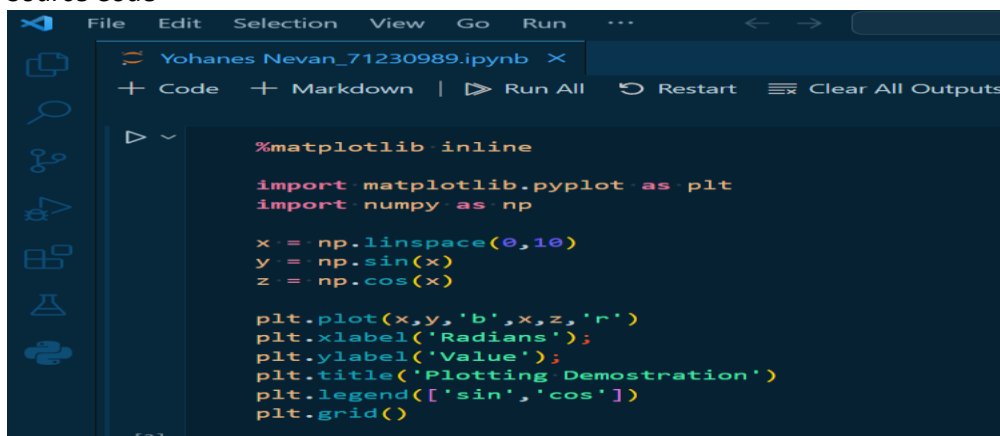 File Edit Selection View Go Run ...
Yohanes Nevan_71230989.ipynb
+ Code + Markdown | Run All Restart Clear All Outputs
%matplotlib inline
import matplotlib.pyplot as plt
import numpy as np
x = np.linspace(0,10)
y = np.sin(x)
z = np.cos(x)
plt.plot(x,y,'b',x,z,'r')
plt.xlabel('Radians');
plt.ylabel('Value');
plt.title('Plotting Demostration')
plt.legend(['sin','cos'])
plt.grid()